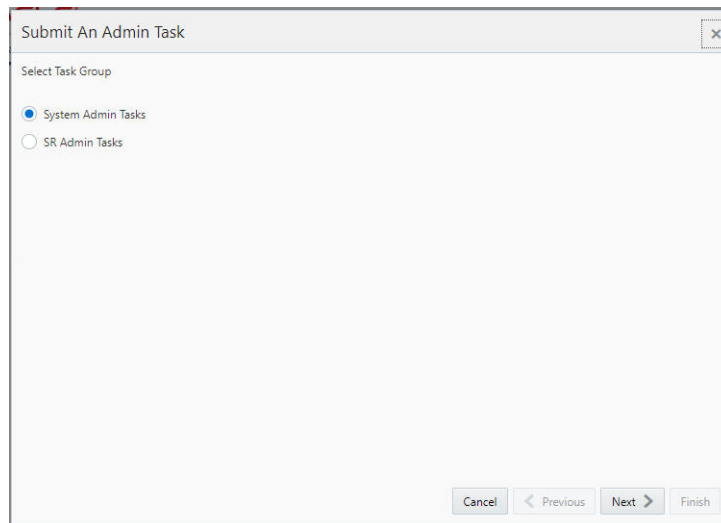 Submit An Admin Task
Select Task Group
System Admin Tasks
SR Admin Tasks
Cancel Previous Next Finish